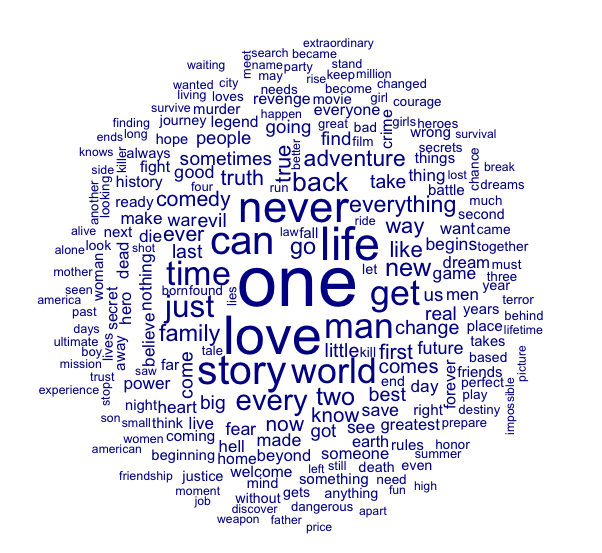 extraordinary
waiting meet search became
name party stand
wanted city needs may rise keep million
living loves become changed
survive murder revenge movie girl courage
journey legend happen everyone crime
finding going great bad girls heroes
ends long hope people find film wrong survival
knows always sometimes true better adventure secrets
side killer fight good truth things chance lost break
another looking history four run back take thing battle dreams
ready comedy never everything much
make war evil ride way second
alive next die ever can law fall life want came
alone look last go like begins together
mother woman dead nothing time let new dream must
seen secret hero born found one get game three
america just lies us men year terror
past days believe love man real years behind
ultimate boy lives away family change place lifetime
mission tale little kill first future takes picture
trust saw come far story world comes based
experience stop power end day forever friends perfect impossible
son night heart big every two best play destiny
small think live now know save right prepare
women coming fear got see greatest
american hell made earth rules honor
beginning home beyond someone summer
friendship justice welcome left still death even
mind something need
moment without gets anything fun high
job discover dangerous apart
weapon father price